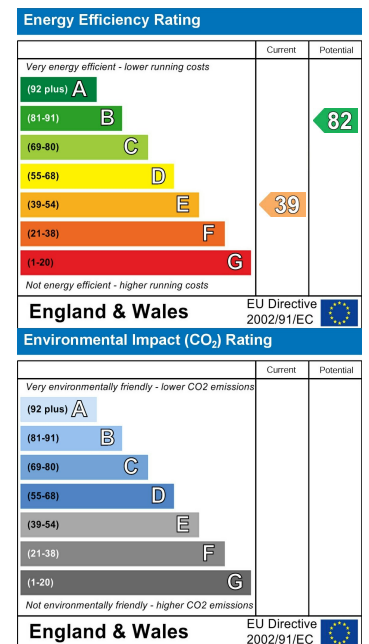 Energy Efficiency Rating
Current Potential
Very energy efficient - lower running costs
(92 plus) A
(81-91) B
82
(69-80) C
(55-68) D
(39-54) E
39
(21-38) F
(1-20) G
Not energy efficient - higher running costs
England & Wales
EU Directive
2002/91/EC
Environmental Impact (CO₂) Rating
Current Potential
Very environmentally friendly - lower CO2 emissions
(92 plus) A
(81-91) B
(69-80) C
(55-68) D
(39-54) E
(21-38) F
(1-20) G
Not environmentally friendly - higher CO2 emissions
England & Wales
EU Directive
2002/91/EC